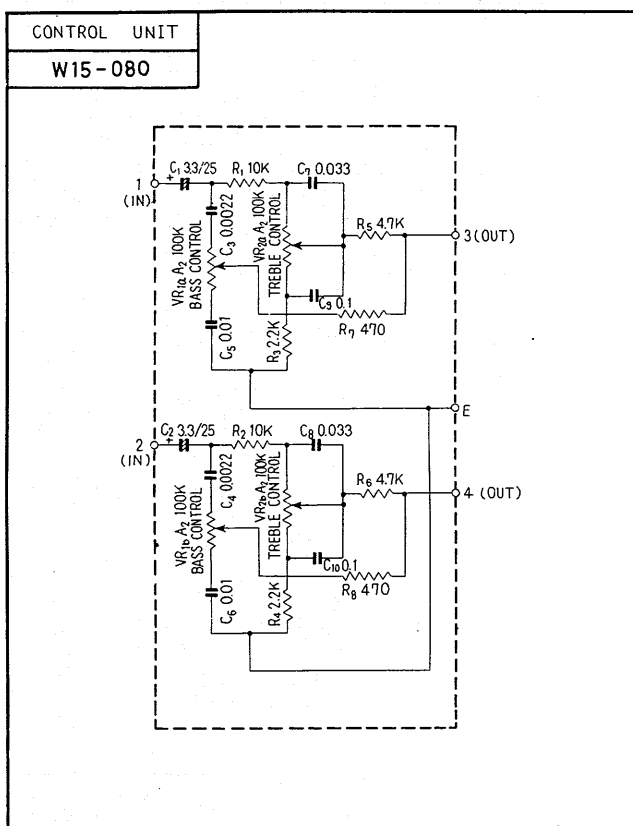 CONTROL UNIT
W15-080
1
(IN)
+
C1 3.3/25
R1 10K
C7 0.033
C3 0.0022
VR1a A2 100K
BASS CONTROL
VR2a A2 100K
TREBLE CONTROL
R5 4.7K
3 (OUT)
C9 0.1
R7 470
C5 0.01
R3 2.2K
E
2
(IN)
+
C2 3.3/25
R2 10K
C8 0.033
C4 0.0022
VR1b A2 100K
BASS CONTROL
VR2b A2 100K
TREBLE CONTROL
R6 4.7K
4 (OUT)
C10 0.1
R8 470
C6 0.01
R4 2.2K